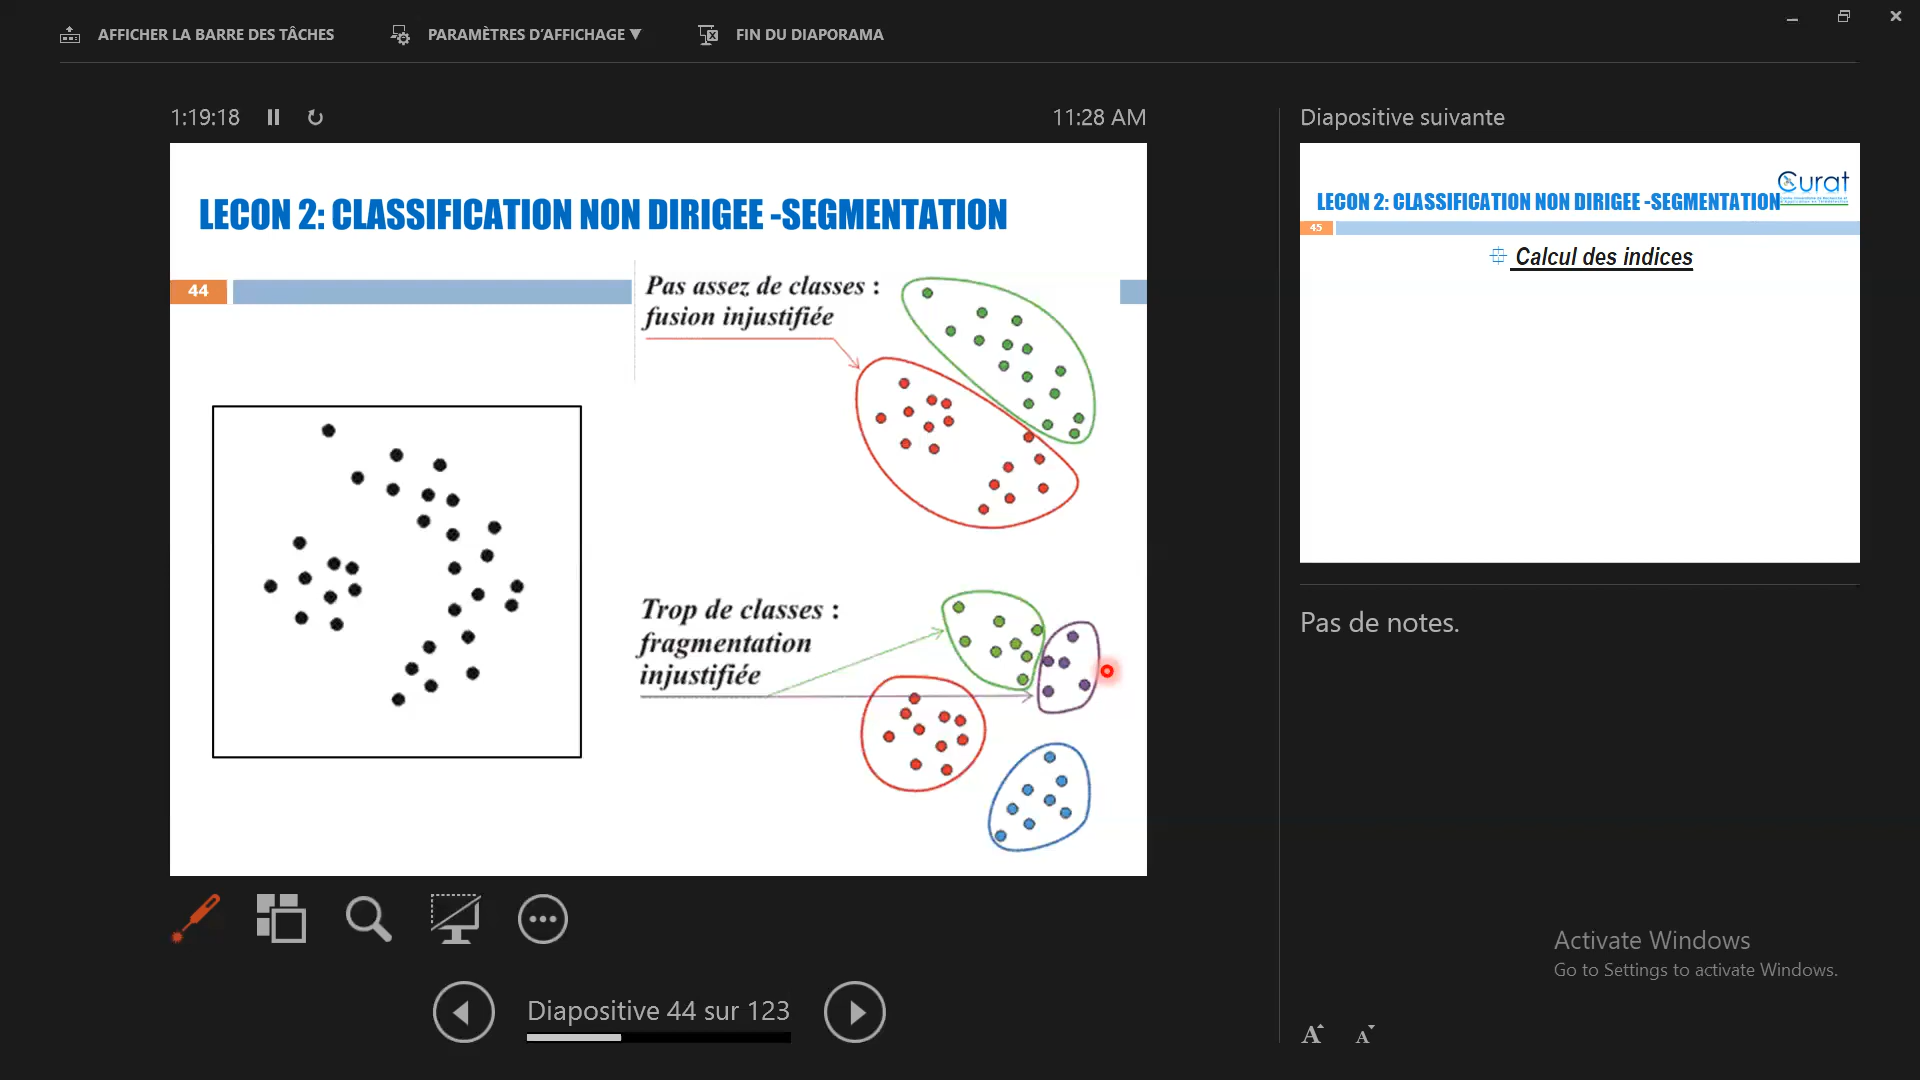 AFFICHER LA BARRE DES TÂCHES
PARAMÈTRES D'AFFICHAGE ▼
FIN DU DIAPORAMA
1:19:18
11:28 AM
LECON 2: CLASSIFICATION NON DIRIGEE -SEGMENTATION
44
Pas assez de classes :
fusion injustifiée
Trop de classes :
fragmentation
injustifiée
Diapositive 44 sur 123
Diapositive suivante
Curat
LECON 2: CLASSIFICATION NON DIRIGEE -SEGMENTATION
45
Calcul des indices
Pas de notes.
Activate Windows
Go to Settings to activate Windows.
A A